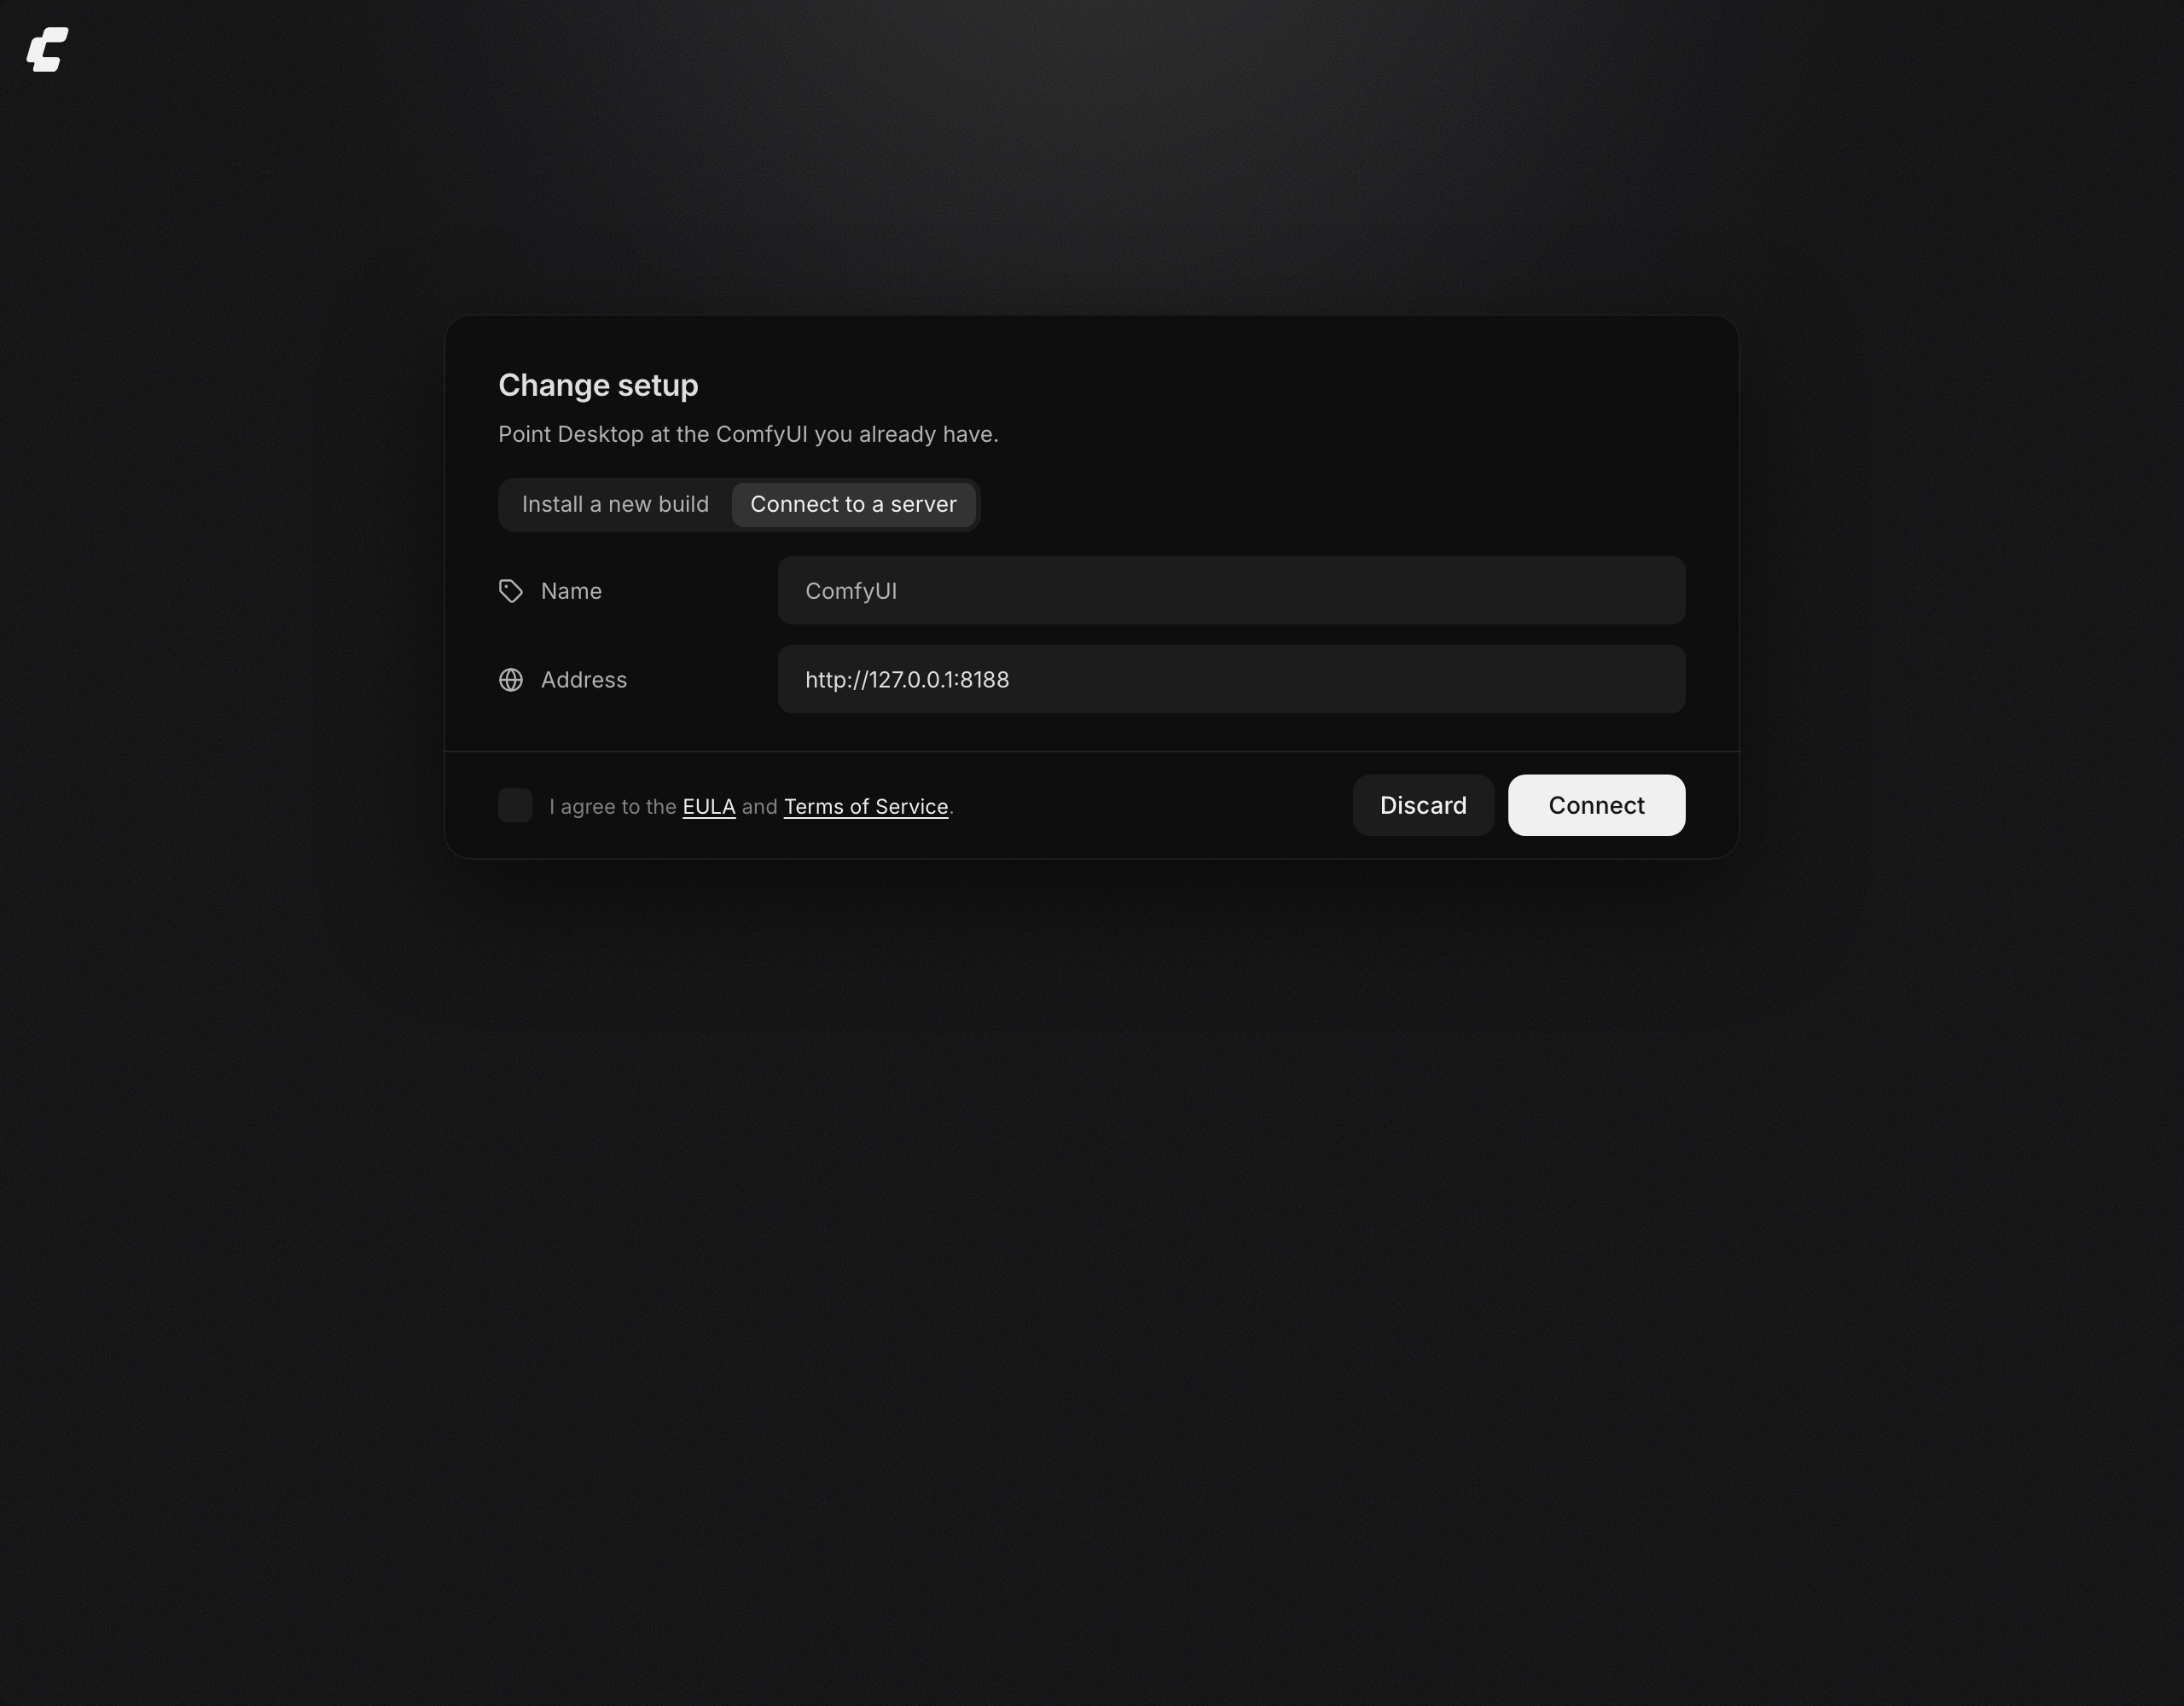 Change setup
Point Desktop at the ComfyUI you already have.
Install a new build Connect to a server
Name ComfyUI
Address http://127.0.0.1:8188
I agree to the EULA and Terms of Service. Discard Connect